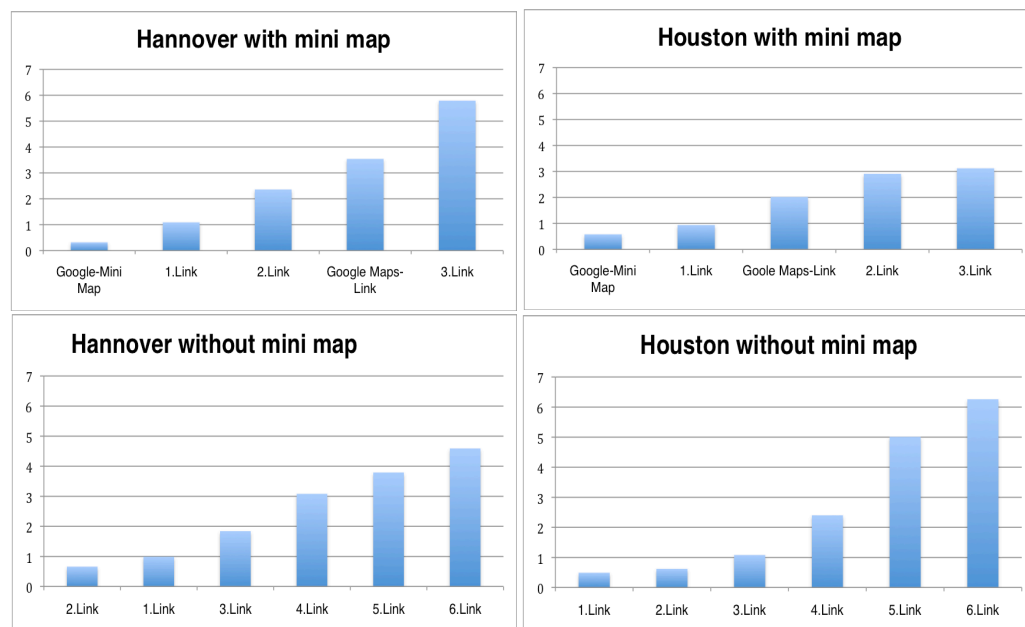 Hannover with mini map
7
6
5
4
3
2
1
0
Google-Mini Map
1.Link
2.Link
Google Maps-Link
3.Link
Houston with mini map
7
6
5
4
3
2
1
0
Google-Mini Map
1.Link
Goole Maps-Link
2.Link
3.Link
Hannover without mini map
7
6
5
4
3
2
1
0
2.Link
1.Link
3.Link
4.Link
5.Link
6.Link
Houston without mini map
7
6
5
4
3
2
1
0
1.Link
2.Link
3.Link
4.Link
5.Link
6.Link